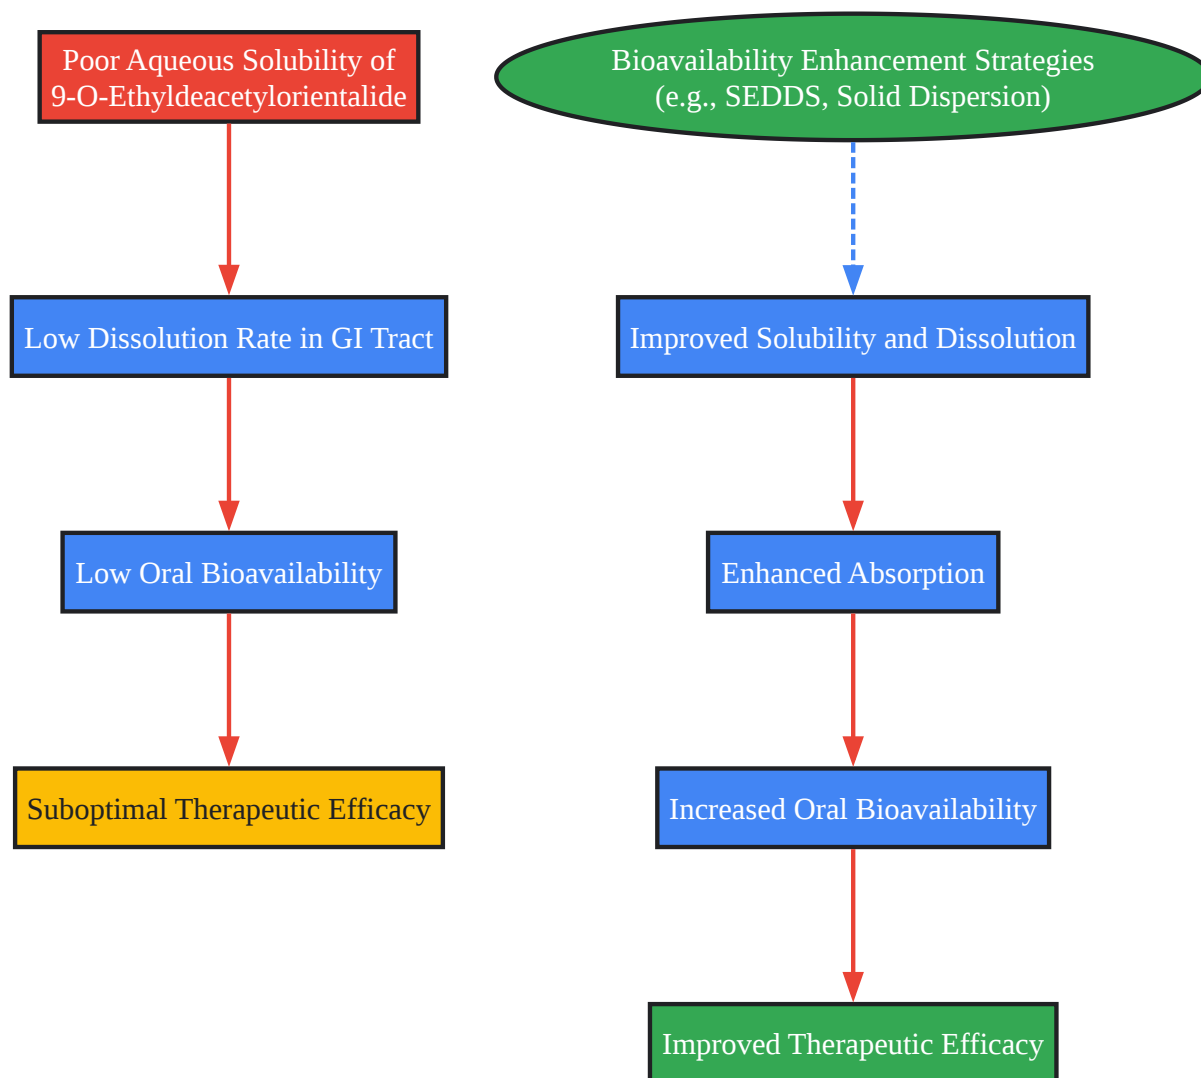 Poor Aqueous Solubility of
9-O-Ethyldeacetylorientalide
Low Dissolution Rate in GI Tract
Low Oral Bioavailability
Suboptimal Therapeutic Efficacy
Bioavailability Enhancement Strategies
(e.g., SEDDS, Solid Dispersion)
Improved Solubility and Dissolution
Enhanced Absorption
Increased Oral Bioavailability
Improved Therapeutic Efficacy